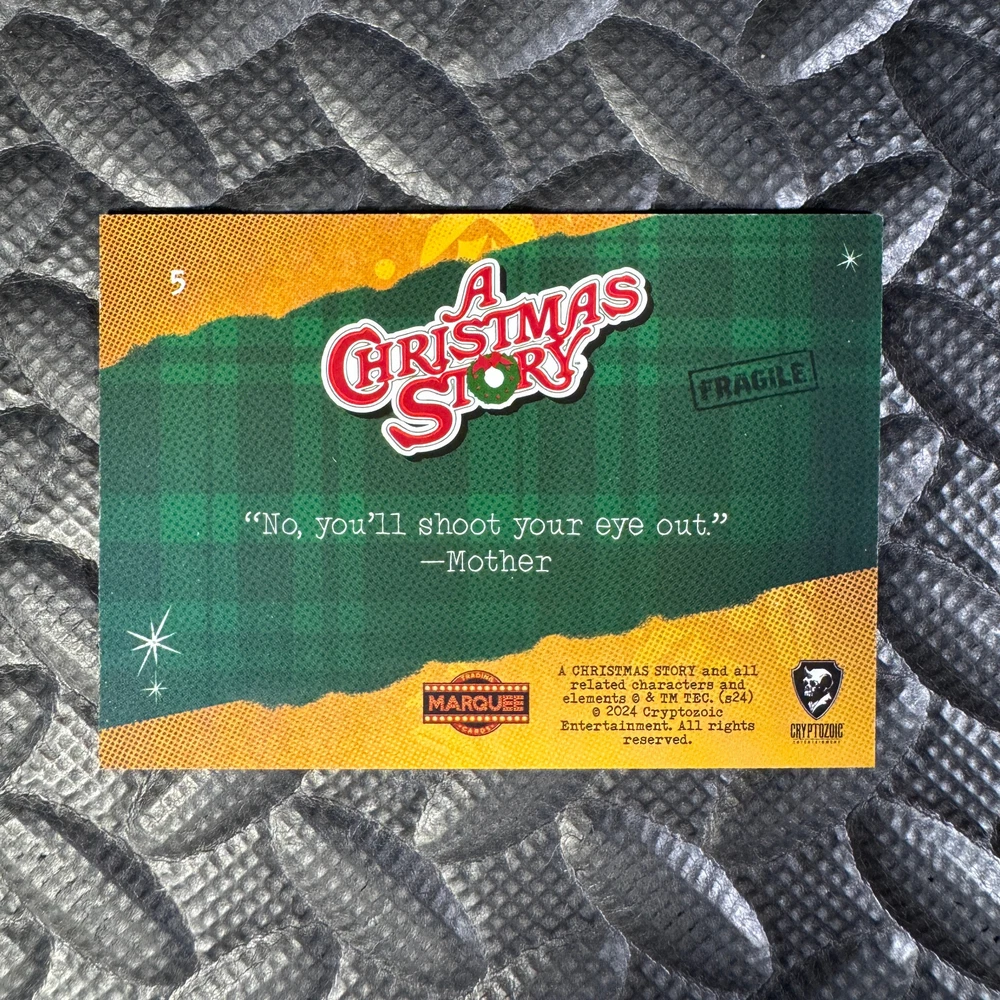 5
A
CHRISTMAS
STORY
FRAGILE
“No, you’ll shoot your eye out.”
—Mother
TRADING
MARQUEE
CARDS
A CHRISTMAS STORY and all
related characters and
elements © & TM TEC. (s24)
© 2024 Cryptozoic
Entertainment. All rights
reserved.
CRYPTOZOIC
ENTERTAINMENT